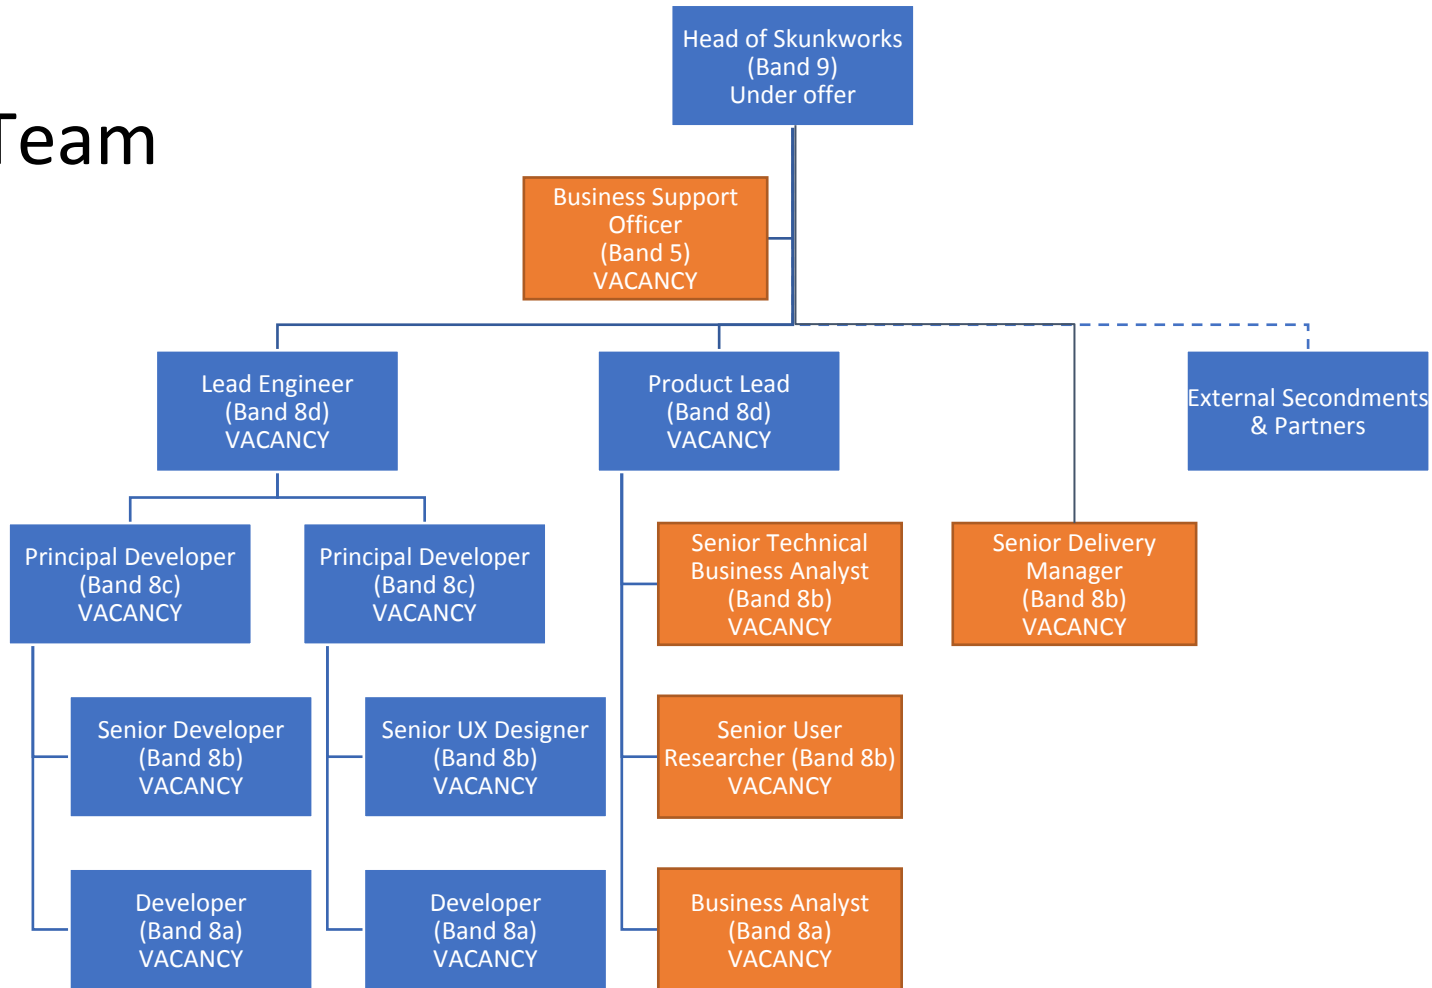 Team
Head of Skunkworks
(Band 9)
Under offer
Business Support
Officer
(Band 5)
VACANCY
Lead Engineer
(Band 8d)
VACANCY
Product Lead
(Band 8d)
VACANCY
External Secondments
& Partners
Principal Developer
(Band 8c)
VACANCY
Principal Developer
(Band 8c)
VACANCY
Senior Technical
Business Analyst
(Band 8b)
VACANCY
Senior Delivery
Manager
(Band 8b)
VACANCY
Senior Developer
(Band 8b)
VACANCY
Senior UX Designer
(Band 8b)
VACANCY
Senior User
Researcher (Band 8b)
VACANCY
Developer
(Band 8a)
VACANCY
Developer
(Band 8a)
VACANCY
Business Analyst
(Band 8a)
VACANCY